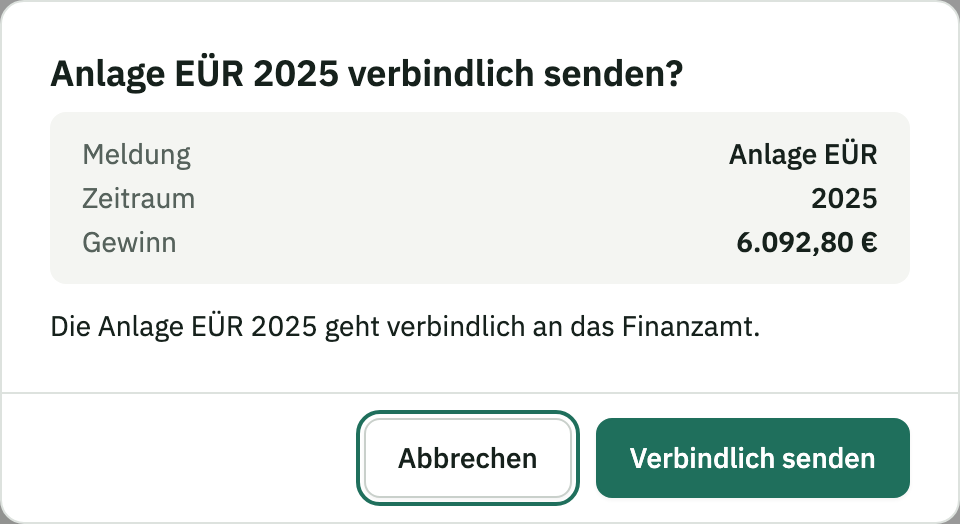 Anlage EÜR 2025 verbindlich senden?
Meldung Anlage EÜR
Zeitraum 2025
Gewinn 6.092,80 €
Die Anlage EÜR 2025 geht verbindlich an das Finanzamt.
Abbrechen Verbindlich senden